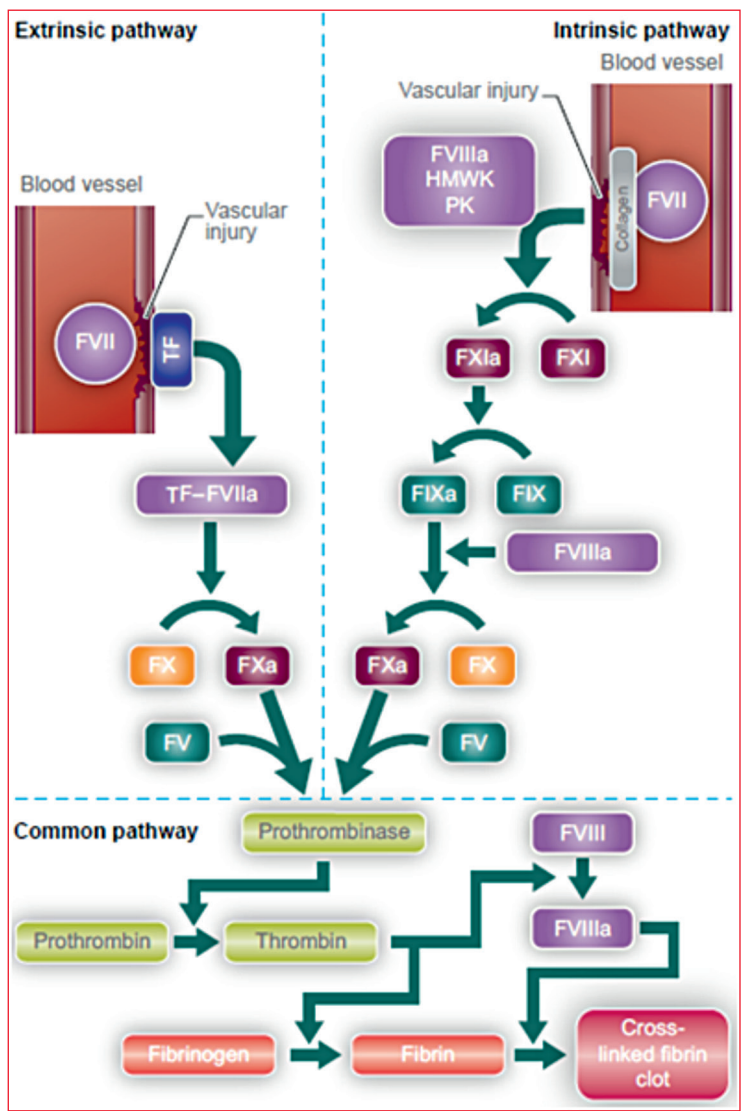 Extrinsic pathway
Intrinsic pathway
Blood vessel
Vascular injury
FVIIIa
HMWK
PK
Collagen
FVII
Blood vessel
Vascular
injury
FVII
TF
FXIa
FXI
TF–FVIIa
FIXa
FIX
FVIIIa
FX
FXa
FXa
FX
FV
FV
Common pathway
Prothrombinase
FVIII
Prothrombin
Thrombin
FVIIIa
Fibrinogen
Fibrin
Cross-
linked fibrin
clot